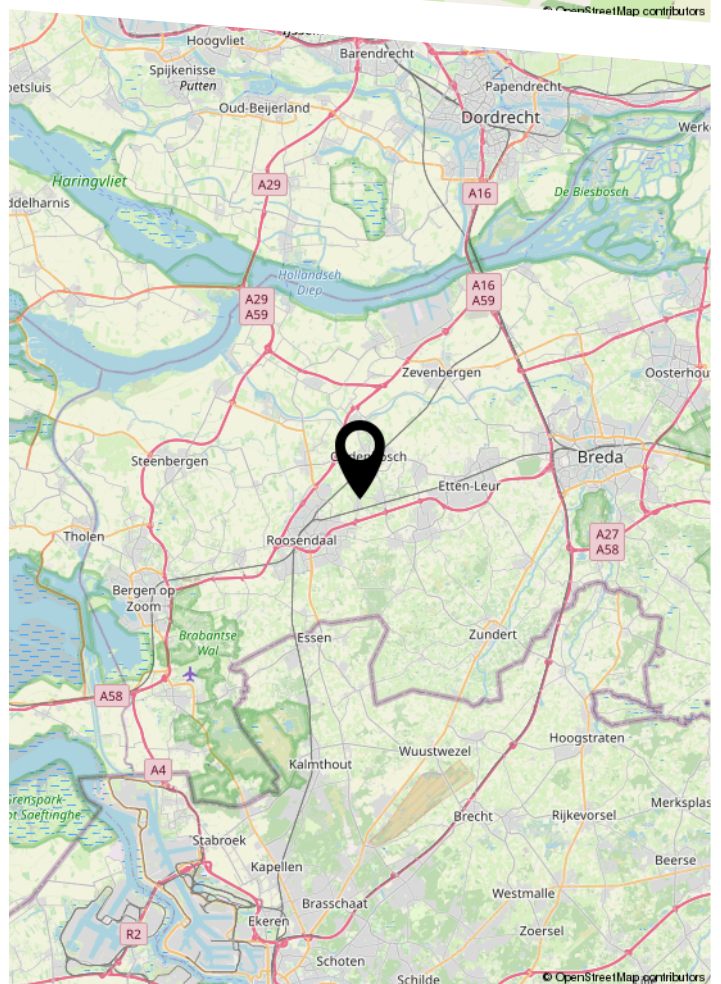 © OpenStreetMap contributors
Hoogvliet
Barendrecht
Spijkenisse
Putten
Papendrecht
Oud-Beijerland
Dordrecht
Haringvliet
A29
A16
De Biesbosch
Hollandsch
Diep
A29
A59
A16
A59
Zevenbergen
Steenbergen
Breda
Etten-Leur
Tholen
Roosendaal
A27
A58
Bergen op
Zoom
Brabantse
Wal
Essen
Zundert
A58
Hoogstraten
A4
Kalmthout
Wuustwezel
Brecht
Rijkevorsel
Stabroek
Kapellen
Beerse
Westmalle
Brasschaat
Ekeren
R2
Zoersel
Schoten
Schilde
© OpenStreetMap contributors